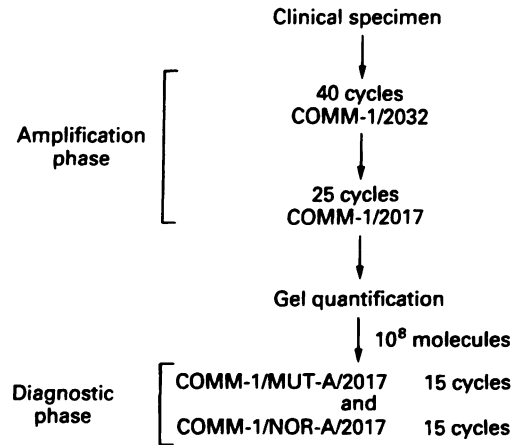 Clinical specimen
40 cycles
COMM-1/2032
Amplification
phase
25 cycles
COMM-1/2017
Gel quantification
10⁸ molecules
Diagnostic
phase
COMM-1/MUT-A/2017 15 cycles
and
COMM-1/NOR-A/2017 15 cycles